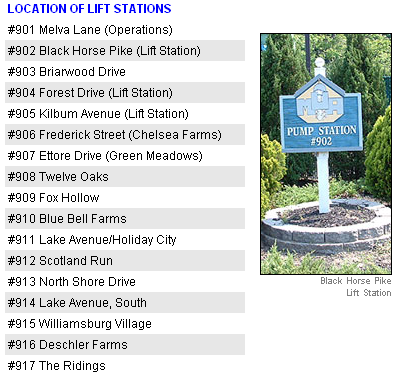 LOCATION OF LIFT STATIONS
#901 Melva Lane (Operations)
#902 Black Horse Pike (Lift Station)
#903 Briarwood Drive
#904 Forest Drive (Lift Station)
#905 Kilburn Avenue (Lift Station)
#906 Frederick Street (Chelsea Farms)
#907 Ettore Drive (Green Meadows)
#908 Twelve Oaks
#909 Fox Hollow
#910 Blue Bell Farms
#911 Lake Avenue/Holiday City
#912 Scotland Run
#913 North Shore Drive
#914 Lake Avenue, South
#915 Williamsburg Village
#916 Deschler Farms
#917 The Ridings
PUMP STATION
#902
Black Horse Pike
Lift Station